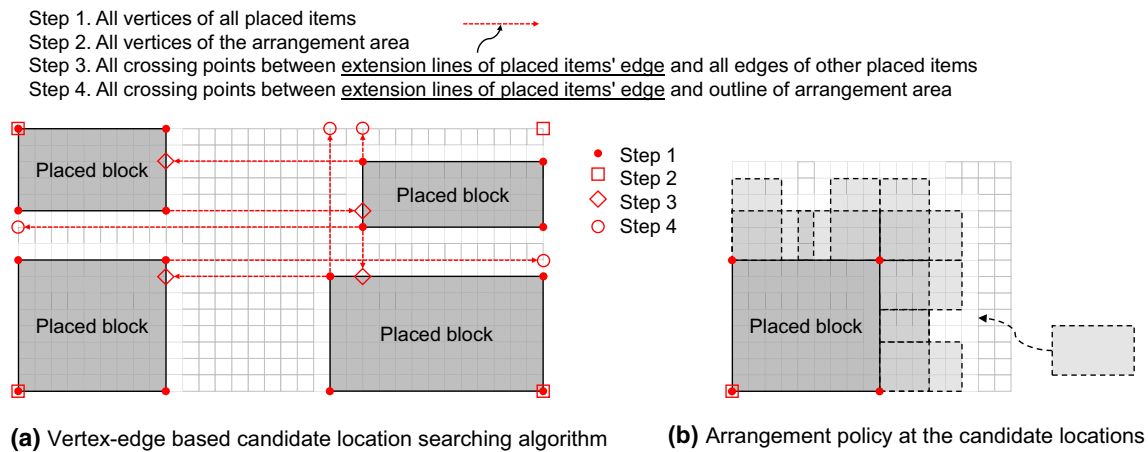 Step 1. All vertices of all placed items
Step 2. All vertices of the arrangement area
Step 3. All crossing points between extension lines of placed items' edge and all edges of other placed items
Step 4. All crossing points between extension lines of placed items' edge and outline of arrangement area
Placed block
Placed block
Placed block
Placed block
Step 1
Step 2
Step 3
Step 4
Placed block
(a) Vertex-edge based candidate location searching algorithm
(b) Arrangement policy at the candidate locations